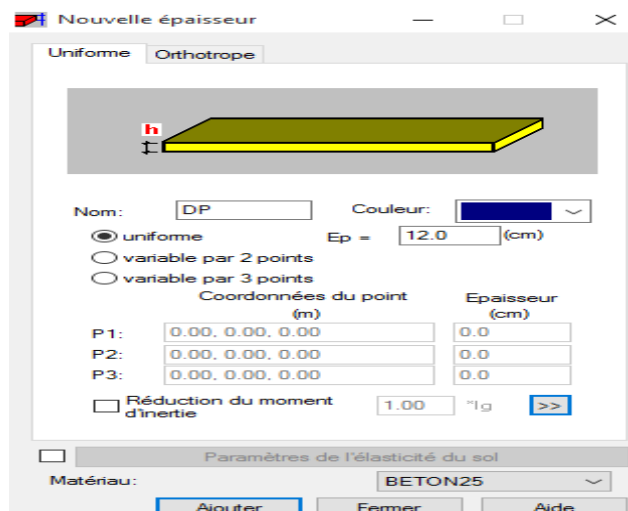 Nouvelle épaisseur
Uniforme Orthotrope
h
Nom: DP Couleur:
uniforme Ep = 12.0 (cm)
variable par 2 points
variable par 3 points
Coordonnées du point Epaisseur
(m) (cm)
P1: 0.00, 0.00, 0.00 0.0
P2: 0.00, 0.00, 0.00 0.0
P3: 0.00, 0.00, 0.00 0.0
Réduction du moment d'inertie 1.00 *Ig >>
Paramètres de l'élasticité du sol
Matériau: BETON25
Ajouter Fermer Aide